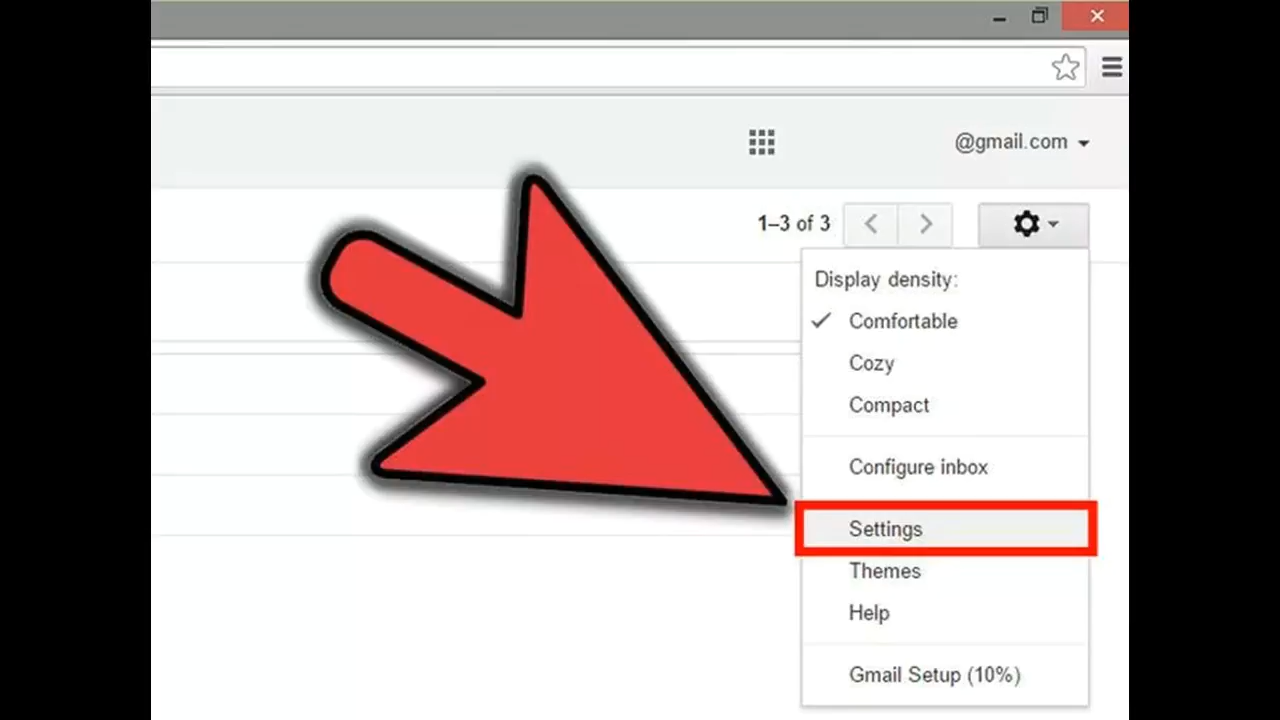 @gmail.com
1–3 of 3
Display density:
Comfortable
Cozy
Compact
Configure inbox
Settings
Themes
Help
Gmail Setup (10%)